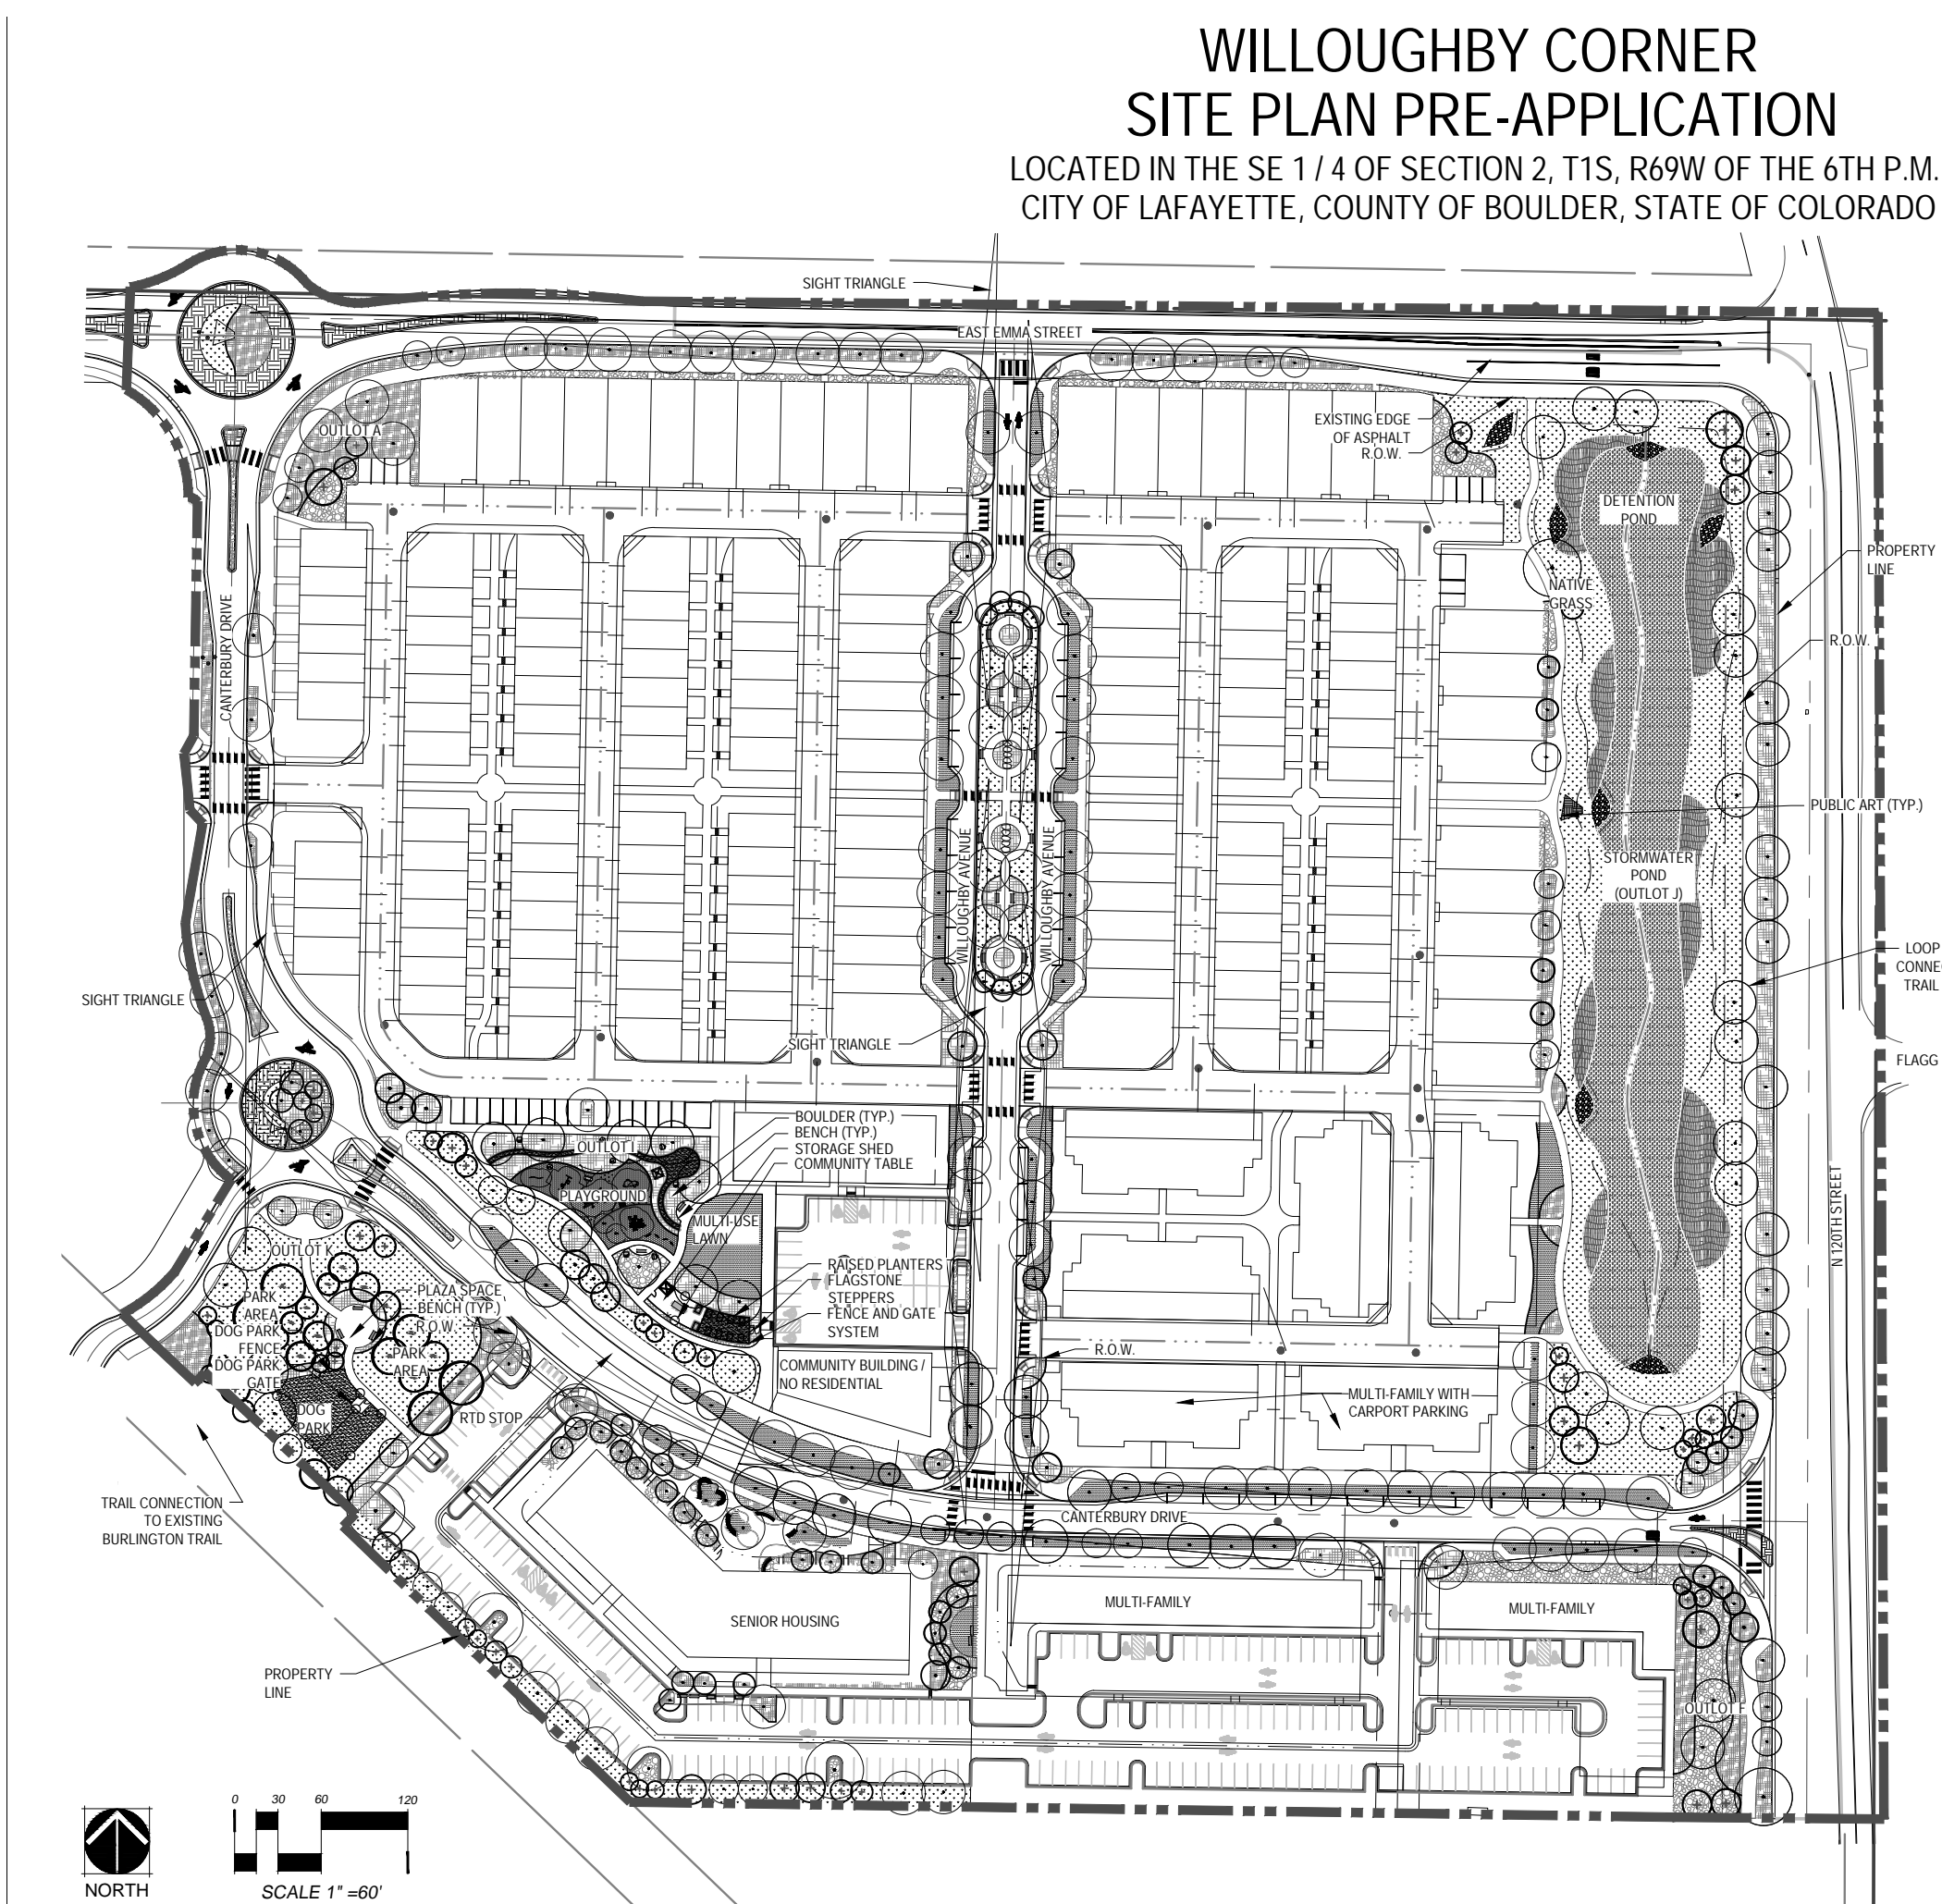 WILLOUGHBY CORNER
SITE PLAN PRE-APPLICATION
LOCATED IN THE SE 1 / 4 OF SECTION 2, T1S, R69W OF THE 6TH P.M.
CITY OF LAFAYETTE, COUNTY OF BOULDER, STATE OF COLORADO
SIGHT TRIANGLE
EAST EMMA STREET
OUTLOT A
EXISTING EDGE
OF ASPHALT
R.O.W.
DETENTION
POND
PROPERTY
LINE
NATIVE
GRASS
CANTERBURY DRIVE
R.O.W.
PUBLIC ART (TYP.)
WILLOUGHBY AVENUE
WILLOUGHBY AVENUE
STORMWATER
POND
(OUTLOT J)
LOOP
CONNE
TRAIL
SIGHT TRIANGLE
SIGHT TRIANGLE
FLAGG
BOULDER (TYP.)
BENCH (TYP.)
STORAGE SHED
COMMUNITY TABLE
OUTLOT I
PLAYGROUND
MULTI-USE
LAWN
N 120TH STREET
OUTLOT K
RAISED PLANTERS
FLAGSTONE
STEPPERS
FENCE AND GATE
SYSTEM
PLAZA SPACE
BENCH (TYP.)
R.O.W.
PARK
AREA
DOG PARK
FENCE
DOG PARK
GATE
PARK
AREA
COMMUNITY BUILDING /
NO RESIDENTIAL
R.O.W.
MULTI-FAMILY WITH
CARPORT PARKING
DOG
PARK
RTD STOP
TRAIL CONNECTION
TO EXISTING
BURLINGTON TRAIL
CANTERBURY DRIVE
SENIOR HOUSING
MULTI-FAMILY
MULTI-FAMILY
PROPERTY
LINE
OUTLOT F
0 30 60 120
NORTH
SCALE 1" =60'